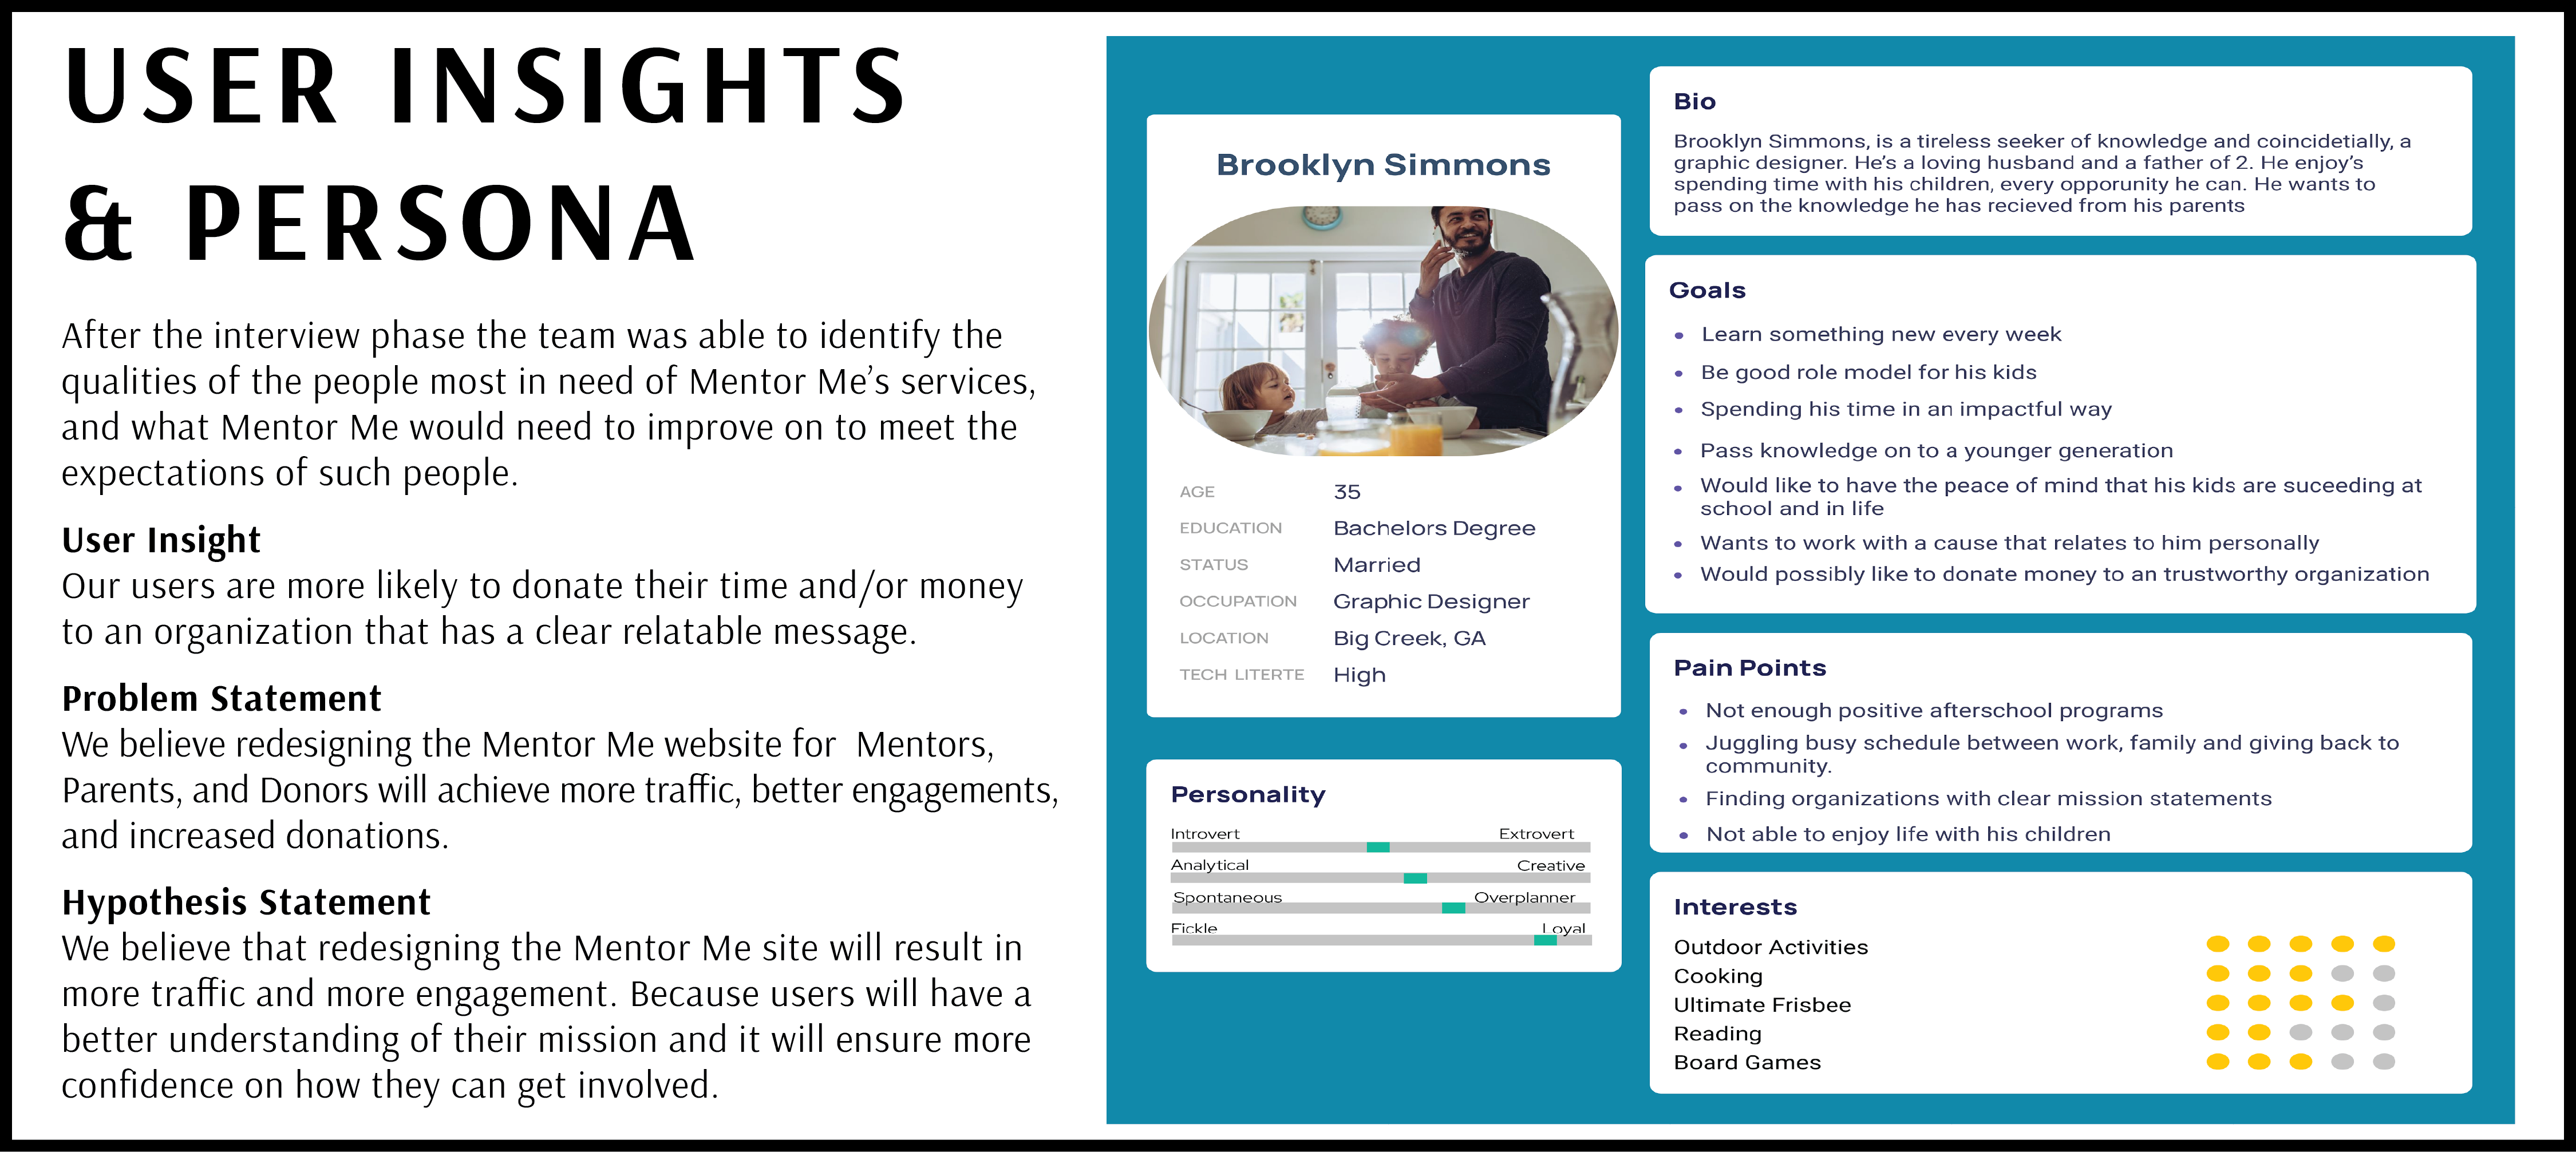 USER INSIGHTS
& PERSONA
After the interview phase the team was able to identify the
qualities of the people most in need of Mentor Me’s services,
and what Mentor Me would need to improve on to meet the
expectations of such people.
User Insight
Our users are more likely to donate their time and/or money
to an organization that has a clear relatable message.
Problem Statement
We believe redesigning the Mentor Me website for  Mentors,
Parents, and Donors will achieve more traffic, better engagements,
and increased donations.
Hypothesis Statement
We believe that redesigning the Mentor Me site will result in
more traffic and more engagement. Because users will have a
better understanding of their mission and it will ensure more
confidence on how they can get involved.
Brooklyn Simmons
AGE 35
EDUCATION Bachelors Degree
STATUS Married
OCCUPATION Graphic Designer
LOCATION Big Creek, GA
TECH LITERTE High
Personality
Introvert Extrovert
Analytical Creative
Spontaneous Overplanner
Fickle Loyal
Bio
Brooklyn Simmons, is a tireless seeker of knowledge and coincidetially, a
graphic designer. He’s a loving husband and a father of 2. He enjoy’s
spending time with his children, every opporunity he can. He wants to
pass on the knowledge he has recieved from his parents
Goals
• Learn something new every week
• Be good role model for his kids
• Spending his time in an impactful way
• Pass knowledge on to a younger generation
• Would like to have the peace of mind that his kids are suceeding at
school and in life
• Wants to work with a cause that relates to him personally
• Would possibly like to donate money to an trustworthy organization
Pain Points
• Not enough positive afterschool programs
• Juggling busy schedule between work, family and giving back to
community.
• Finding organizations with clear mission statements
• Not able to enjoy life with his children
Interests
Outdoor Activities
Cooking
Ultimate Frisbee
Reading
Board Games